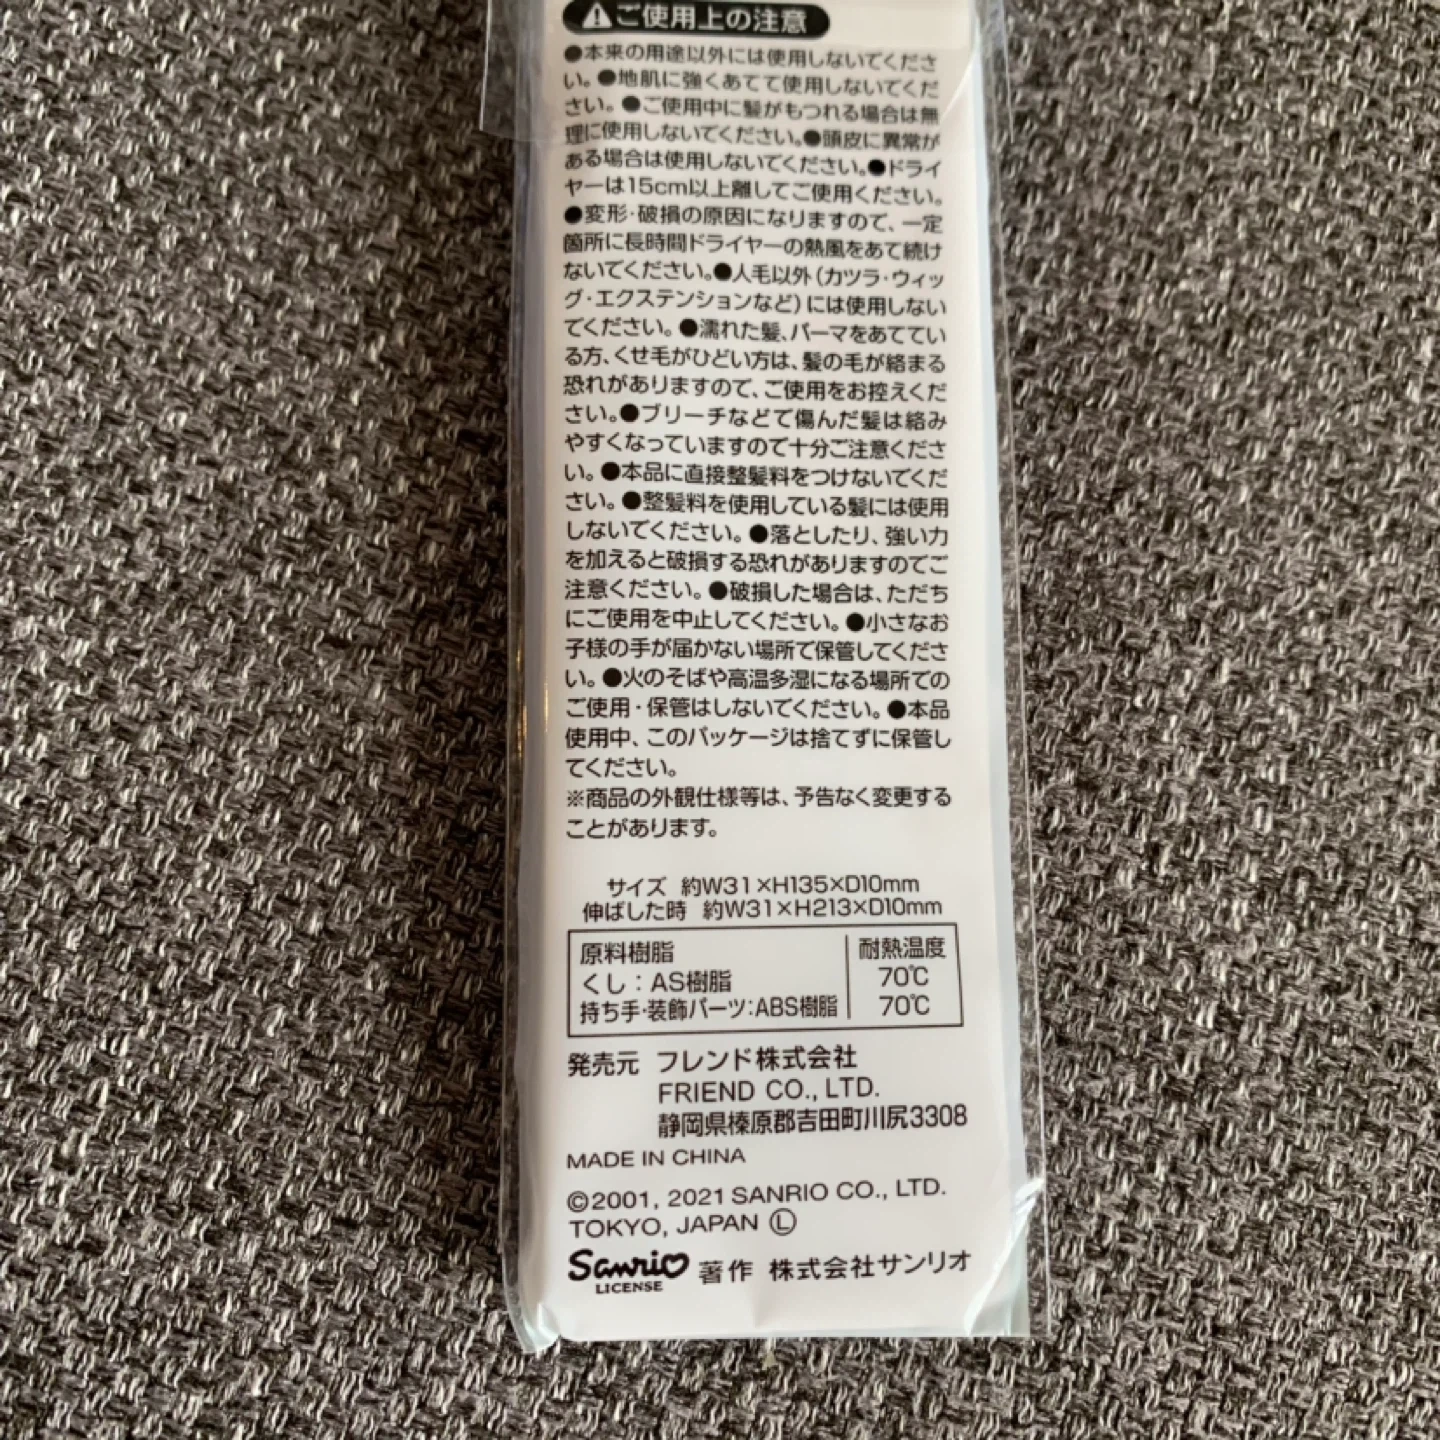 ⚠ご使用上の注意
●本来の用途以外には使用しないでくださ
い。●地肌に強くあてて使用しないでくだ
さい。●ご使用中に髪がもつれる場合は無
理に使用しないでください。●頭皮に異常が
ある場合は使用しないでください。●ドライ
ヤーは15cm以上離してご使用ください。
●変形・破損の原因になりますので、一定
箇所に長時間ドライヤーの熱風をあて続け
ないでください。●人毛以外(カツラ・ウィッ
グ・エクステンションなど)には使用しない
でください。●濡れた髪、パーマをあててい
る方、くせ毛がひどい方は、髪の毛が絡まる
恐れがありますので、ご使用をお控えくだ
さい。●ブリーチなどで傷んだ髪は絡み
やすくなっていますので十分ご注意くださ
い。●本品に直接整髪料をつけないでくだ
さい。●整髪料を使用している髪には使用
しないでください。●落としたり、強い力
を加えると破損する恐れがありますのでご
注意ください。●破損した場合は、ただち
にご使用を中止してください。●小さなお
子様の手が届かない場所で保管してくださ
い。●火のそばや高温多湿になる場所での
ご使用・保管はしないでください。●本品
使用中、このパッケージは捨てずに保管し
てください。
※商品の外観仕様等は、予告なく変更する
ことがあります。
サイズ 約W31×H135×D10mm
伸ばした時 約W31×H213×D10mm
原料樹脂 耐熱温度
くし:AS樹脂 70℃
持ち手・装飾パーツ:ABS樹脂 70℃
発売元 フレンド株式会社
FRIEND CO., LTD.
静岡県榛原郡吉田町川尻3308
MADE IN CHINA
©2001, 2021 SANRIO CO., LTD.
TOKYO, JAPAN Ⓛ
Sanrio 著作 株式会社サンリオ
LICENSE